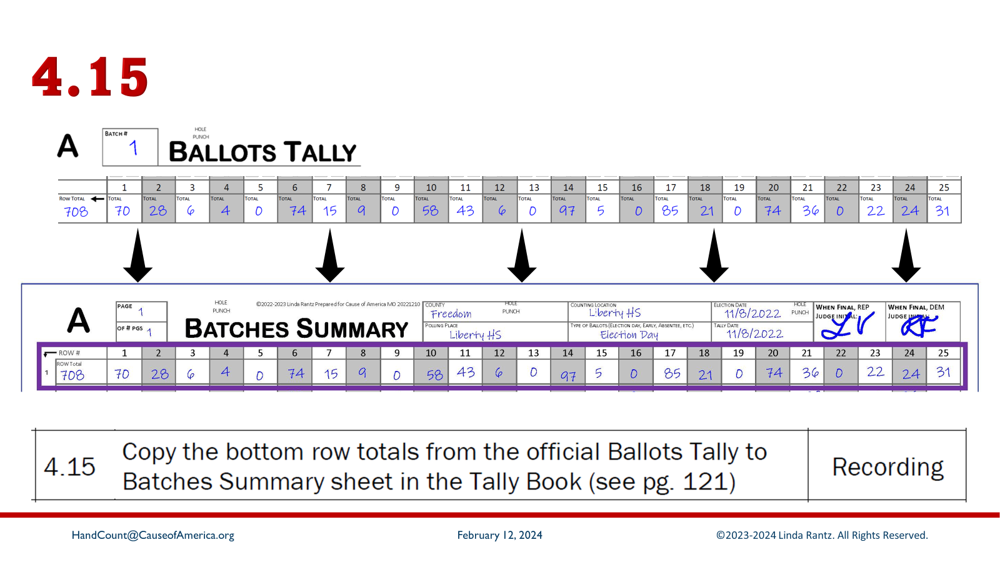 4.15
A
BATCH #
1
HOLE
PUNCH
BALLOTS TALLY
1 2 3 4 5 6 7 8 9 10 11 12 13 14 15 16 17 18 19 20 21 22 23 24 25
ROW TOTAL TOTAL TOTAL TOTAL TOTAL TOTAL TOTAL TOTAL TOTAL TOTAL TOTAL TOTAL TOTAL TOTAL TOTAL TOTAL TOTAL TOTAL TOTAL TOTAL TOTAL TOTAL TOTAL TOTAL TOTAL TOTAL
708 70 28 6 4 0 74 15 9 0 58 43 6 0 97 5 0 85 21 0 74 36 0 22 24 31
A
PAGE 1
OF # PGS 1
HOLE
PUNCH
©2022-2023 Linda Rantz Prepared for Cause of America MO 20221210
BATCHES SUMMARY
COUNTY
Freedom
HOLE
PUNCH
POLLING PLACE
Liberty HS
COUNTING LOCATION
Liberty HS
TYPE OF BALLOTS (ELECTION DAY, EARLY, ABSENTEE, ETC.)
Election Day
ELECTION DATE
11/8/2022
HOLE
PUNCH
TALLY DATE
11/8/2022
WHEN FINAL, REP
JUDGE INITIAL:
LV
WHEN FINAL, DEM
JUDGE INITIAL:
ROW # 1 2 3 4 5 6 7 8 9 10 11 12 13 14 15 16 17 18 19 20 21 22 23 24 25
ROW Total
1 708 70 28 6 4 0 74 15 9 0 58 43 6 0 97 5 0 85 21 0 74 36 0 22 24 31
4.15
Copy the bottom row totals from the official Ballots Tally to
Batches Summary sheet in the Tally Book (see pg. 121)
Recording
HandCount@CauseofAmerica.org
February 12, 2024
©2023-2024 Linda Rantz. All Rights Reserved.